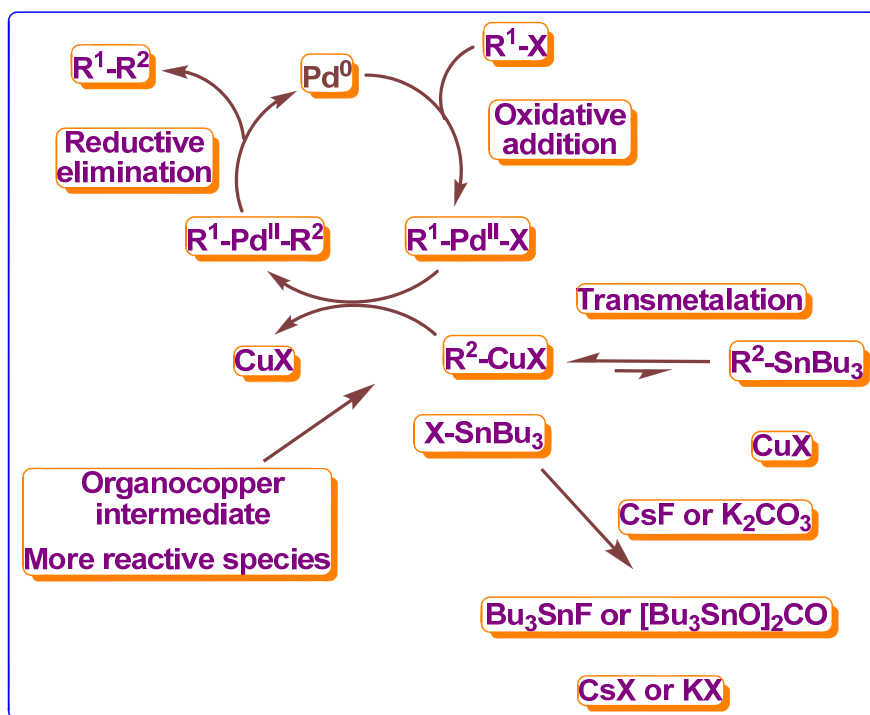 R¹-X
R¹-R²
Pd⁰
Oxidative
addition
Reductive
elimination
R¹-Pdᴵᴵ-R²
R¹-Pdᴵᴵ-X
Transmetalation
CuX
R²-CuX
R²-SnBu₃
X-SnBu₃
CuX
Organocopper
intermediate
More reactive species
CsF or K₂CO₃
Bu₃SnF or [Bu₃SnO]₂CO
CsX or KX